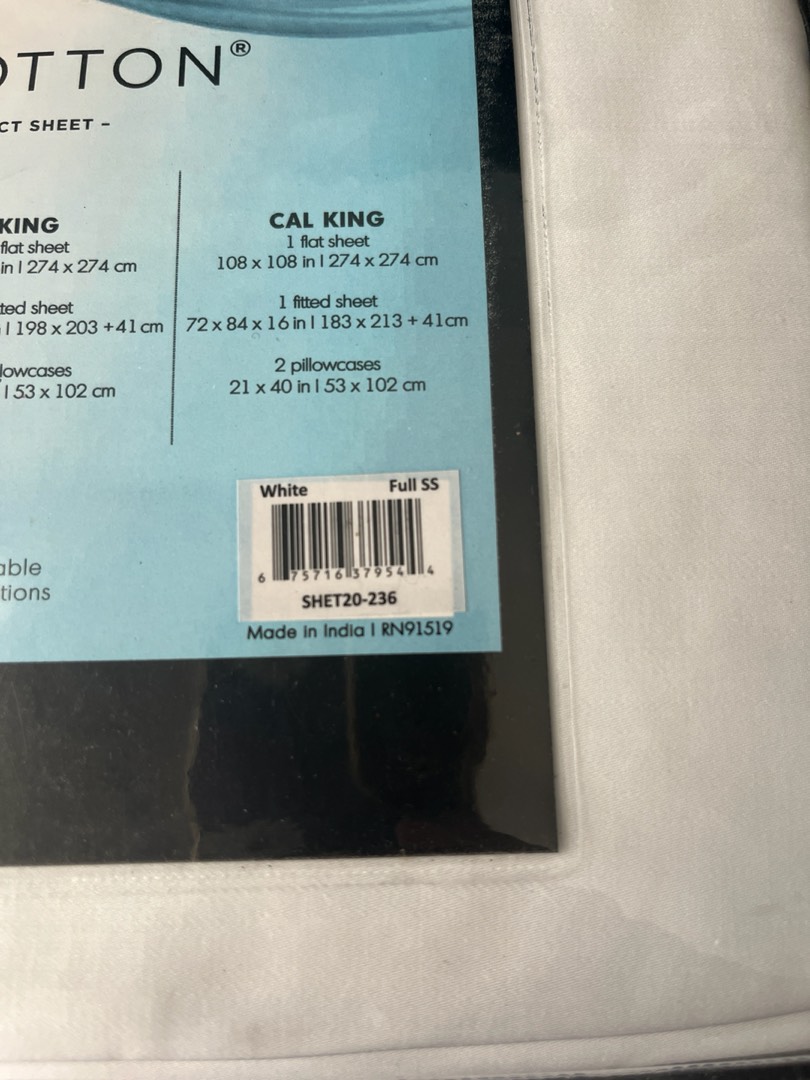 OTTON®
CT SHEET –
KING
flat sheet
in | 274 x 274 cm
ted sheet
| 198 x 203 +41 cm
lowcases
| 53 x 102 cm
CAL KING
1 flat sheet
108 x 108 in | 274 x 274 cm
1 fitted sheet
72 x 84 x 16 in | 183 x 213 + 41cm
2 pillowcases
21 x 40 in | 53 x 102 cm
able
tions
White Full SS
6 75716 37954 4
SHET20-236
Made in India | RN91519